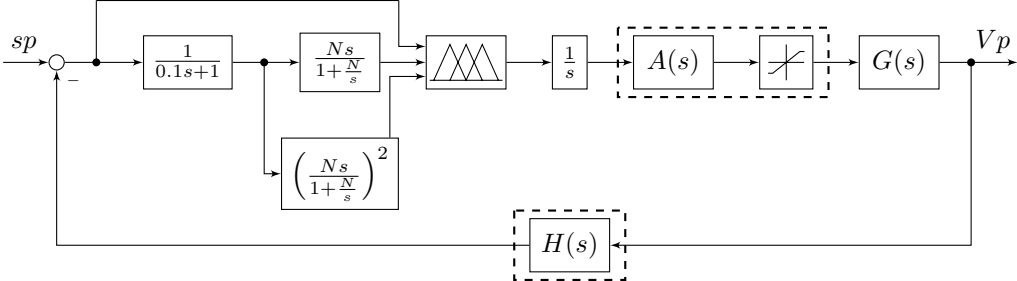 sp
−
1/(0.1s+1)
Ns/(1+N/s)
1/s
A(s)
G(s)
Vp
(Ns/(1+N/s))²
H(s)